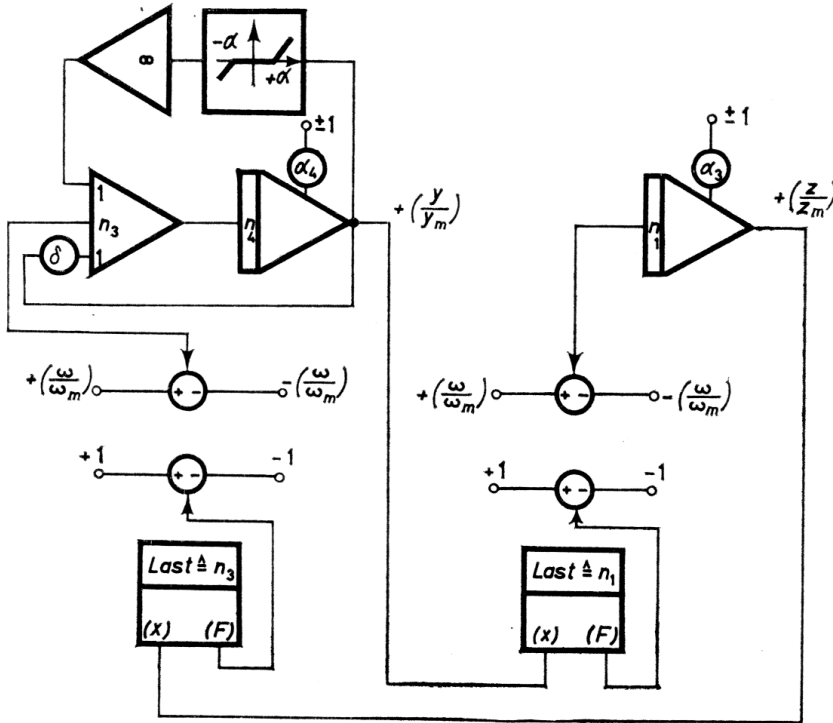 -α
+α
∞
±1
α₄
1
n₃
1
δ
n₄
+(y/yₘ)
±1
α₃
+(z/zₘ)
n₁
+(ω/ωₘ)
+ -
-(ω/ωₘ)
+(ω/ωₘ)
+ -
-(ω/ωₘ)
+1
+ -
-1
+1
+ -
-1
Last ≙ n₃
(x) (F)
Last ≙ n₁
(x) (F)